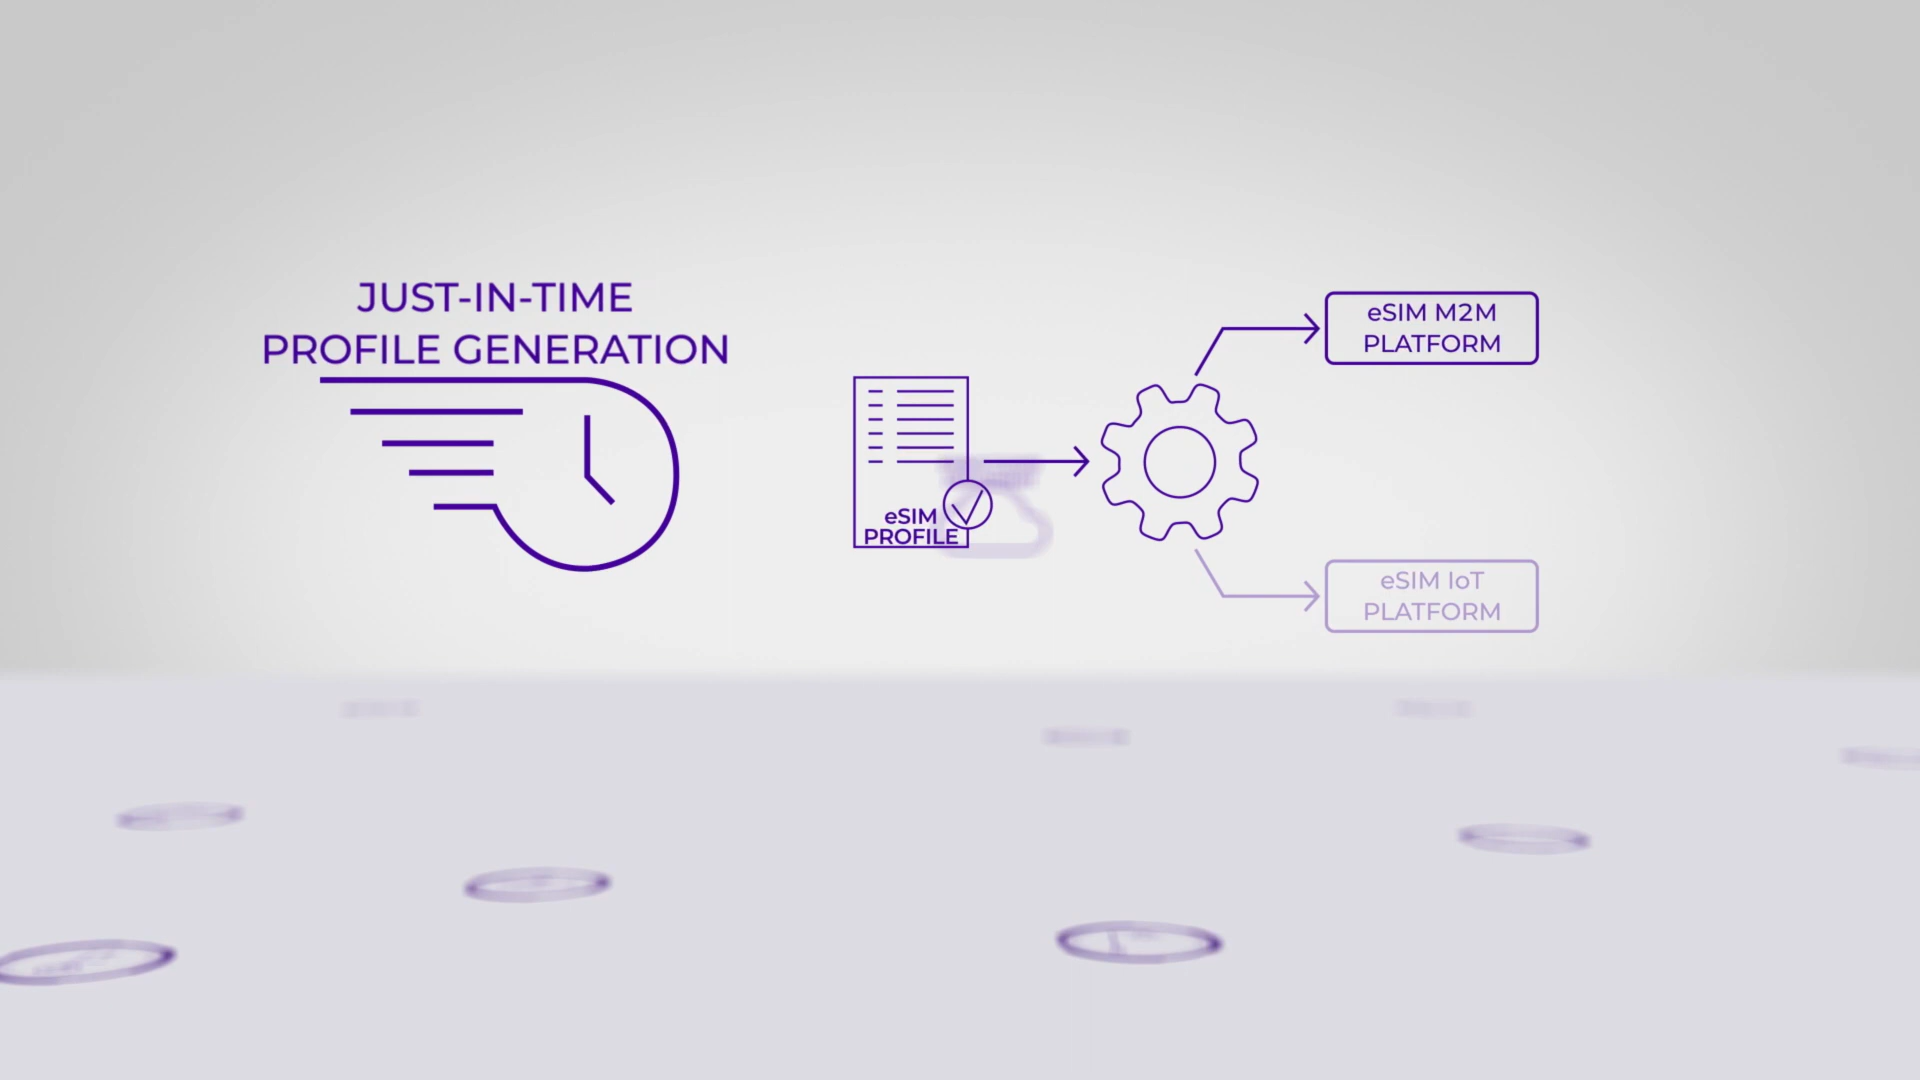 JUST-IN-TIME
PROFILE GENERATION
eSIM
PROFILE
eSIM M2M
PLATFORM
eSIM IoT
PLATFORM